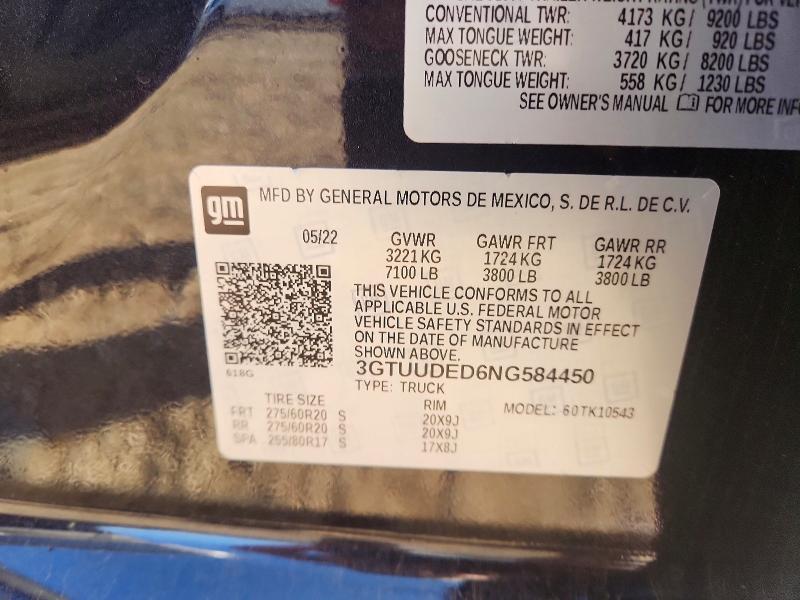 CONVENTIONAL TWR: 4173 KG/ 9200 LBS
MAX TONGUE WEIGHT: 417 KG/ 920 LBS
GOOSENECK TWR: 3720 KG/ 8200 LBS
MAX TONGUE WEIGHT: 558 KG/ 1230 LBS
SEE OWNER'S MANUAL FOR MORE INFO
gm
MFD BY GENERAL MOTORS DE MEXICO, S. DE R.L. DE C.V.
05/22 GVWR GAWR FRT GAWR RR
3221 KG 1724 KG 1724 KG
7100 LB 3800 LB 3800 LB
THIS VEHICLE CONFORMS TO ALL
APPLICABLE U.S. FEDERAL MOTOR
VEHICLE SAFETY STANDARDS IN EFFECT
ON THE DATE OF MANUFACTURE
SHOWN ABOVE.
618G
3GTUUDED6NG584450
TYPE: TRUCK
TIRE SIZE RIM MODEL: 60TK10543
FRT 275/60R20 S 20X9J
RR 275/60R20 S 20X9J
SPA 255/80R17 S 17X8J